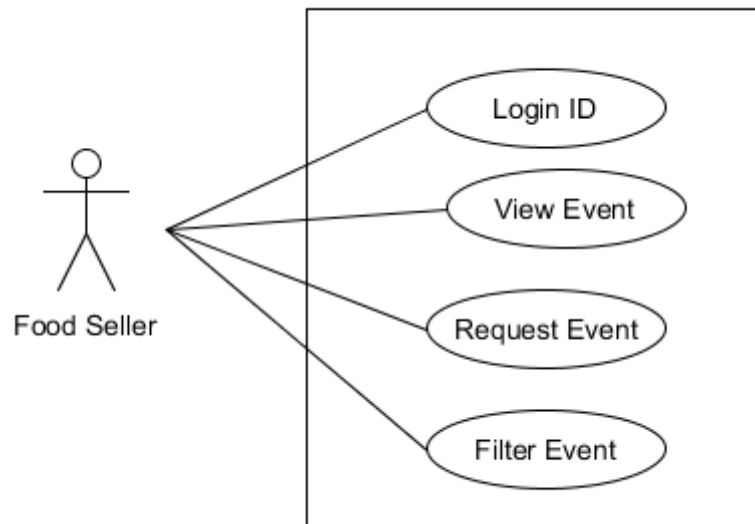 Login ID
View Event
Food Seller
Request Event
Filter Event